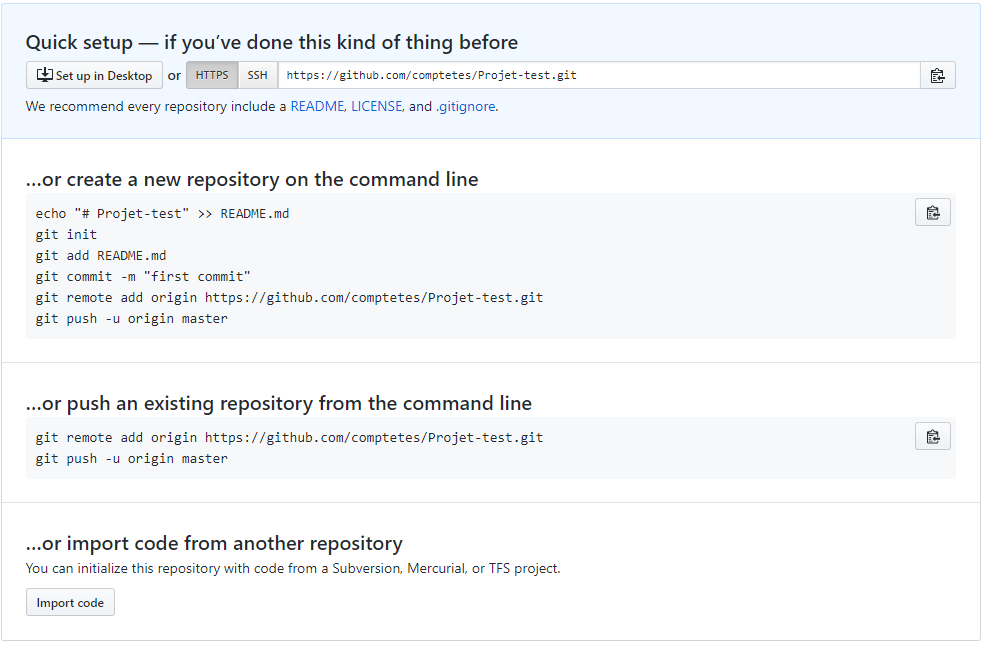 Quick setup — if you’ve done this kind of thing before
Set up in Desktop or HTTPS SSH https://github.com/comptetes/Projet-test.git
We recommend every repository include a README, LICENSE, and .gitignore.
…or create a new repository on the command line
echo "# Projet-test" >> README.md
git init
git add README.md
git commit -m "first commit"
git remote add origin https://github.com/comptetes/Projet-test.git
git push -u origin master
…or push an existing repository from the command line
git remote add origin https://github.com/comptetes/Projet-test.git
git push -u origin master
…or import code from another repository
You can initialize this repository with code from a Subversion, Mercurial, or TFS project.
Import code